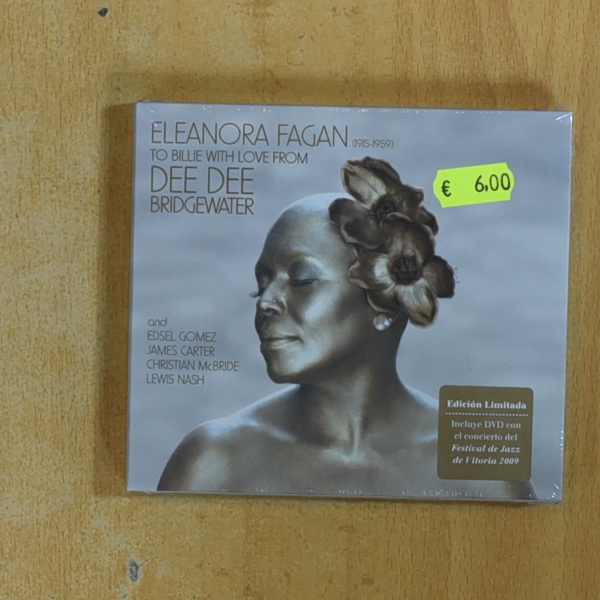 ELEANORA FAGAN (1915-1959)
TO BILLIE WITH LOVE FROM
DEE DEE
BRIDGEWATER
€ 6,00
and
EDSEL GOMEZ
JAMES CARTER
CHRISTIAN McBRIDE
LEWIS NASH
Edición Limitada
Incluye DVD con
el concierto del
Festival de Jazz
de Vitoria 2009